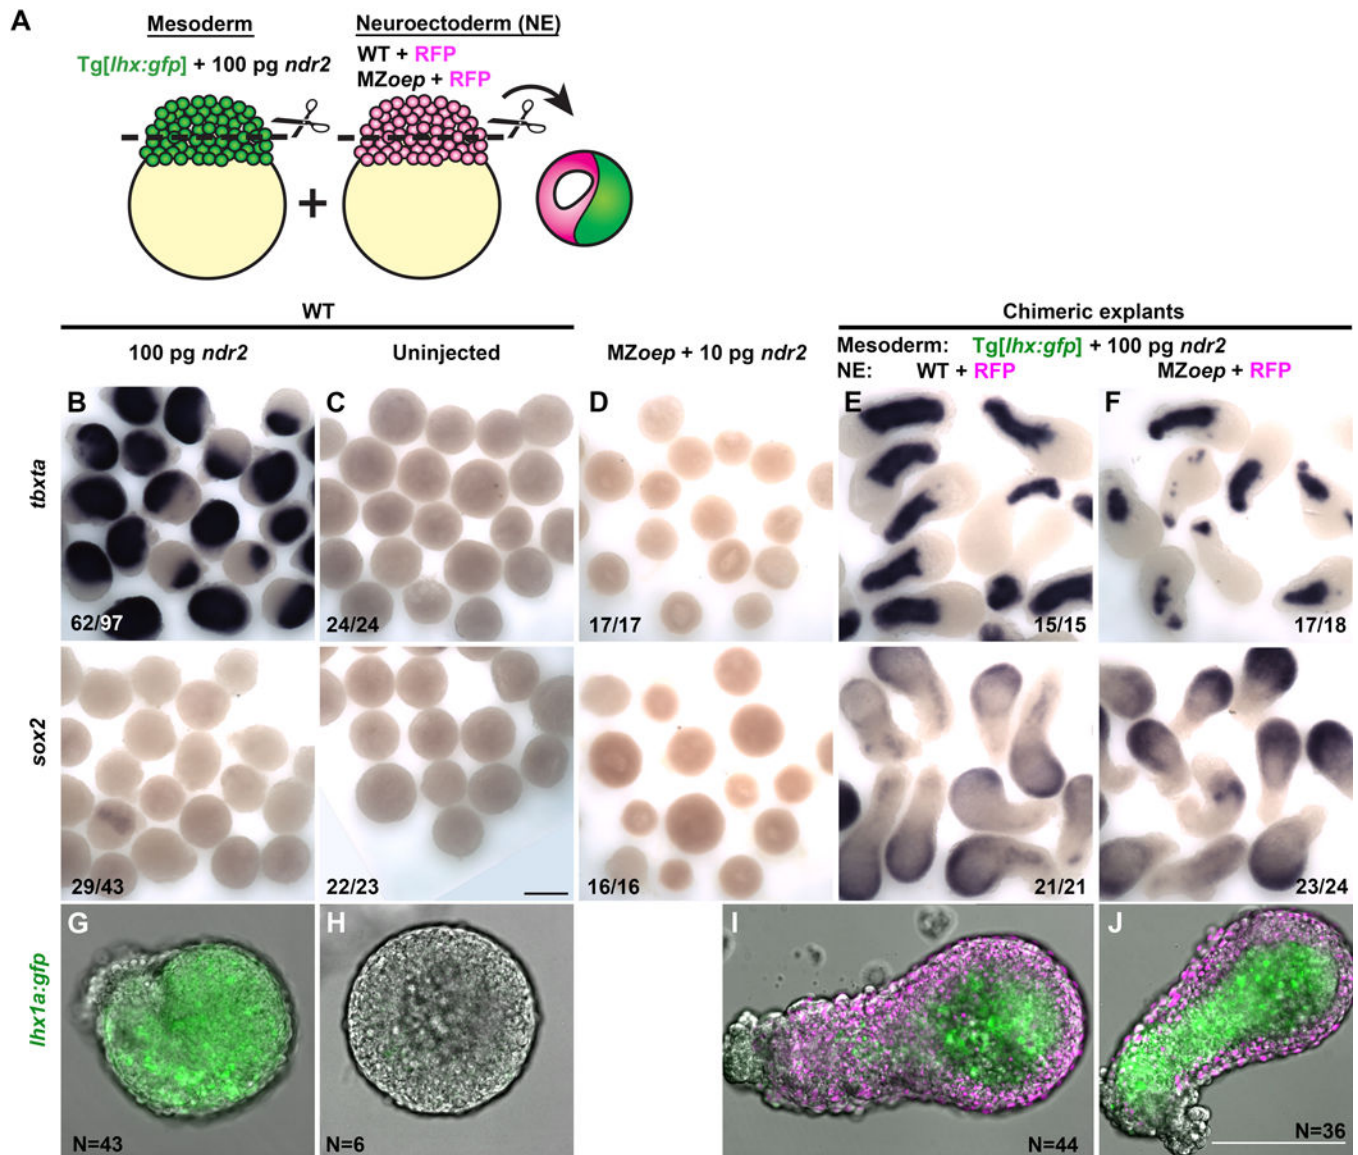 A
Mesoderm
Tg[lhx:gfp] + 100 pg ndr2
Neuroectoderm (NE)
WT + RFP
MZoep + RFP
+
WT
Chimeric explants
100 pg ndr2
Uninjected
MZoep + 10 pg ndr2
Mesoderm: Tg[lhx:gfp] + 100 pg ndr2
NE: WT + RFP
MZoep + RFP
tbxta
B
62/97
C
24/24
D
17/17
E
15/15
F
17/18
sox2
29/43
22/23
16/16
21/21
23/24
lhx1a:gfp
G
N=43
H
N=6
I
N=44
J
N=36